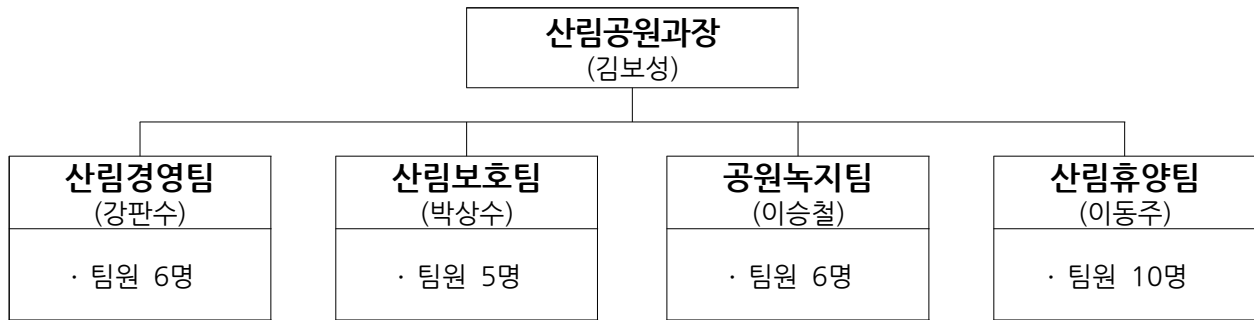 산림공원과장
(김보성)
산림경영팀
(강판수)
· 팀원 6명
산림보호팀
(박상수)
· 팀원 5명
공원녹지팀
(이승철)
· 팀원 6명
산림휴양팀
(이동주)
· 팀원 10명